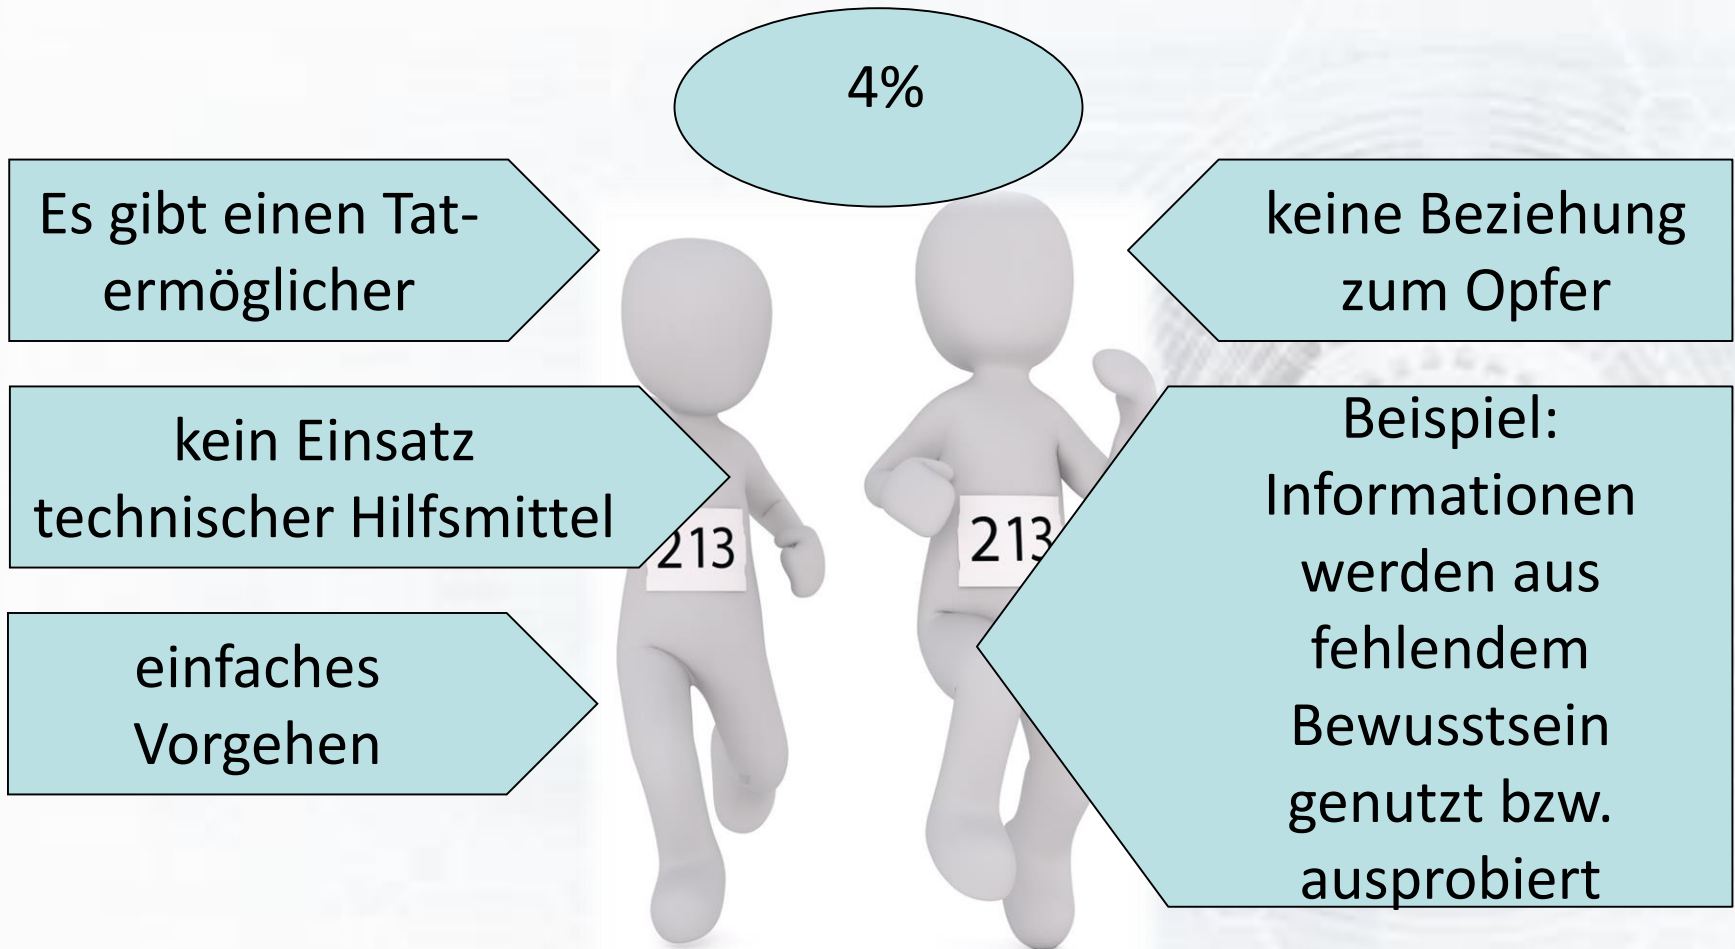 4%
Es gibt einen Tat-
ermöglicher
keine Beziehung
zum Opfer
kein Einsatz
technischer Hilfsmittel
einfaches
Vorgehen
Beispiel:
Informationen
werden aus
fehlendem
Bewusstsein
genutzt bzw.
ausprobiert
213
213